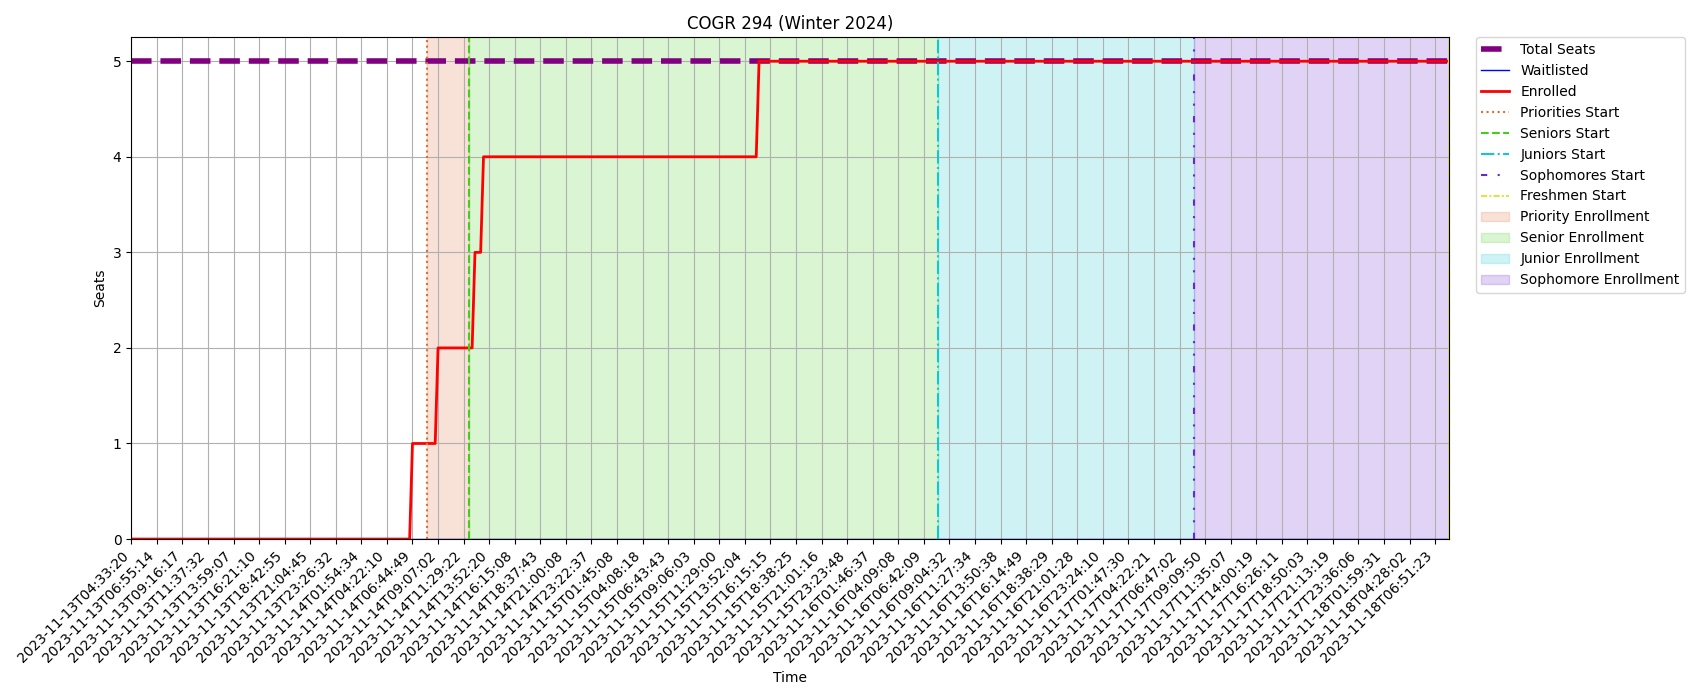 COGR 294 (Winter 2024)
Seats
5
4
3
2
1
0
2023-11-13T04:33:20
2023-11-13T06:55:14
2023-11-13T09:16:17
2023-11-13T11:37:32
2023-11-13T13:59:07
2023-11-13T16:21:10
2023-11-13T18:42:55
2023-11-13T21:04:45
2023-11-13T23:26:32
2023-11-14T01:54:34
2023-11-14T04:22:10
2023-11-14T06:44:49
2023-11-14T09:07:02
2023-11-14T11:29:22
2023-11-14T13:52:20
2023-11-14T16:15:08
2023-11-14T18:37:43
2023-11-14T21:00:08
2023-11-14T23:22:37
2023-11-15T01:45:08
2023-11-15T04:08:18
2023-11-15T06:43:43
2023-11-15T09:06:03
2023-11-15T11:29:00
2023-11-15T13:52:04
2023-11-15T16:15:15
2023-11-15T18:38:25
2023-11-15T21:01:16
2023-11-15T23:23:48
2023-11-16T01:46:37
2023-11-16T04:09:08
2023-11-16T06:42:09
2023-11-16T09:04:32
2023-11-16T11:27:34
2023-11-16T13:50:38
2023-11-16T16:14:49
2023-11-16T18:38:29
2023-11-16T21:01:28
2023-11-16T23:24:10
2023-11-17T01:47:30
2023-11-17T04:22:21
2023-11-17T06:47:02
2023-11-17T09:09:50
2023-11-17T11:35:07
2023-11-17T14:00:19
2023-11-17T16:26:11
2023-11-17T18:50:03
2023-11-17T21:13:19
2023-11-17T23:36:06
2023-11-18T01:59:31
2023-11-18T04:28:02
2023-11-18T06:51:23
Time
Total Seats
Waitlisted
Enrolled
Priorities Start
Seniors Start
Juniors Start
Sophomores Start
Freshmen Start
Priority Enrollment
Senior Enrollment
Junior Enrollment
Sophomore Enrollment